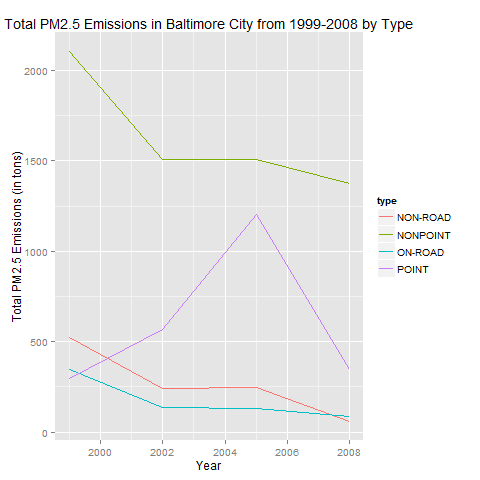 Total PM2.5 Emissions in Baltimore City from 1999-2008 by Type
Total PM2.5 Emissions (in tons)
2000
1500
1000
500
0
2000 2002 2004 2006 2008
Year
type
NON-ROAD
NONPOINT
ON-ROAD
POINT